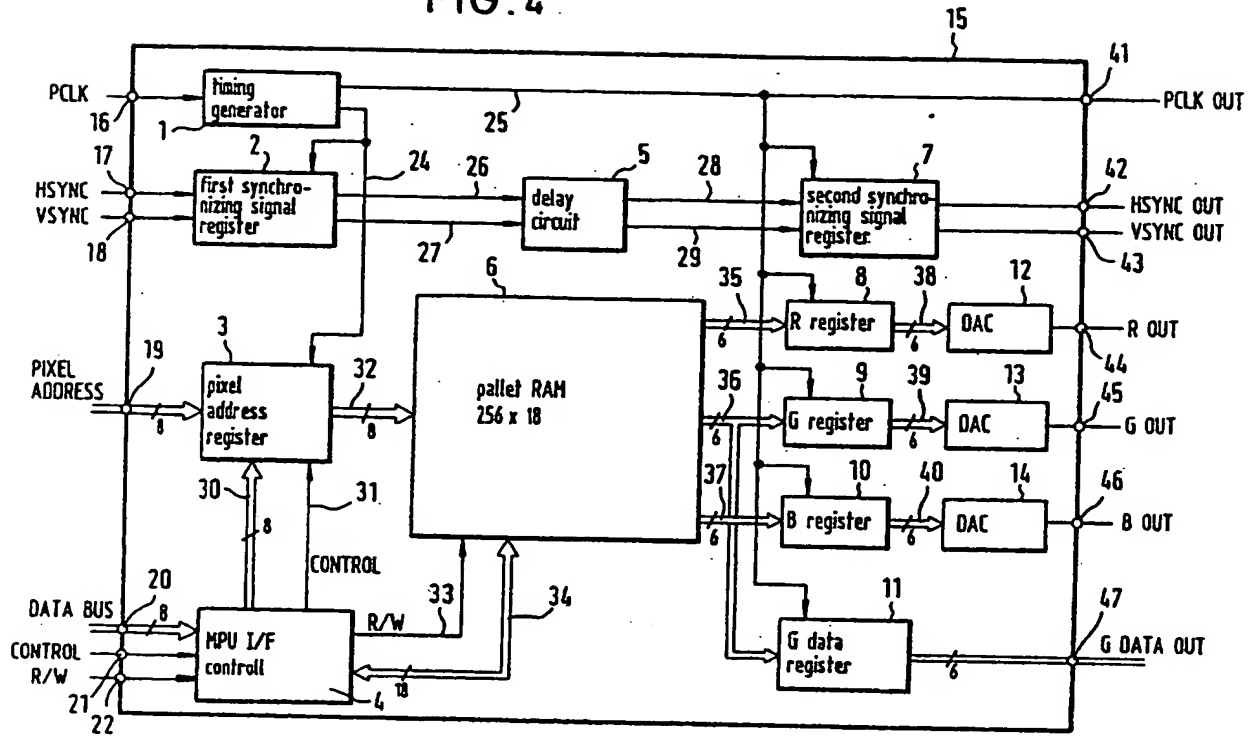 FIG. 4
15
41
PCLK
16
timing
generator
1
25
PCLK OUT
17
2
24
26
5
28
7
42
HSYNC
VSYNC
18
first synchro-
nizing signal
register
27
delay
circuit
29
second synchro-
nizing signal
register.
HSYNC OUT
VSYNC OUT
43
6
35
8
38
12
6
R register
6
DAC
R OUT
44
PIXEL
ADDRESS
19
8
3
pixel
address
register
32
8
pallet RAM
256 x 18
36
6
9
39
13
45
G register
6
DAC
G OUT
30
8
31
37
6
10
40
14
46
B register
6
DAC
B OUT
CONTROL
DATA BUS
20
8
CONTROL
R/W
21
22
MPU I/F
controll
4
R/W
33
34
18
11
G data
register
6
47
G DATA OUT